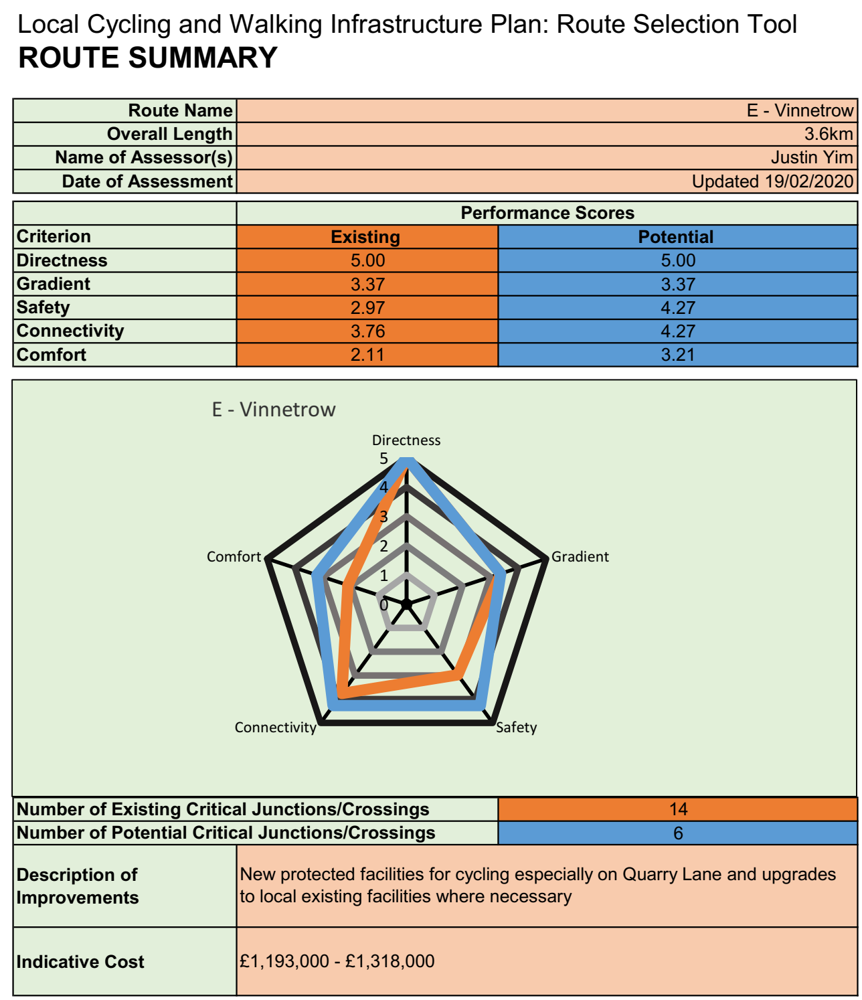 Local Cycling and Walking Infrastructure Plan: Route Selection Tool
ROUTE SUMMARY
Route Name E - Vinnetrow
Overall Length 3.6km
Name of Assessor(s) Justin Yim
Date of Assessment Updated 19/02/2020
Performance Scores
Criterion Existing Potential
Directness 5.00 5.00
Gradient 3.37 3.37
Safety 2.97 4.27
Connectivity 3.76 4.27
Comfort 2.11 3.21
E - Vinnetrow
Directness
5
4
3
2
1
0
Comfort
Gradient
Connectivity
Safety
Number of Existing Critical Junctions/Crossings 14
Number of Potential Critical Junctions/Crossings 6
Description of
Improvements
New protected facilities for cycling especially on Quarry Lane and upgrades
to local existing facilities where necessary
Indicative Cost £1,193,000 - £1,318,000